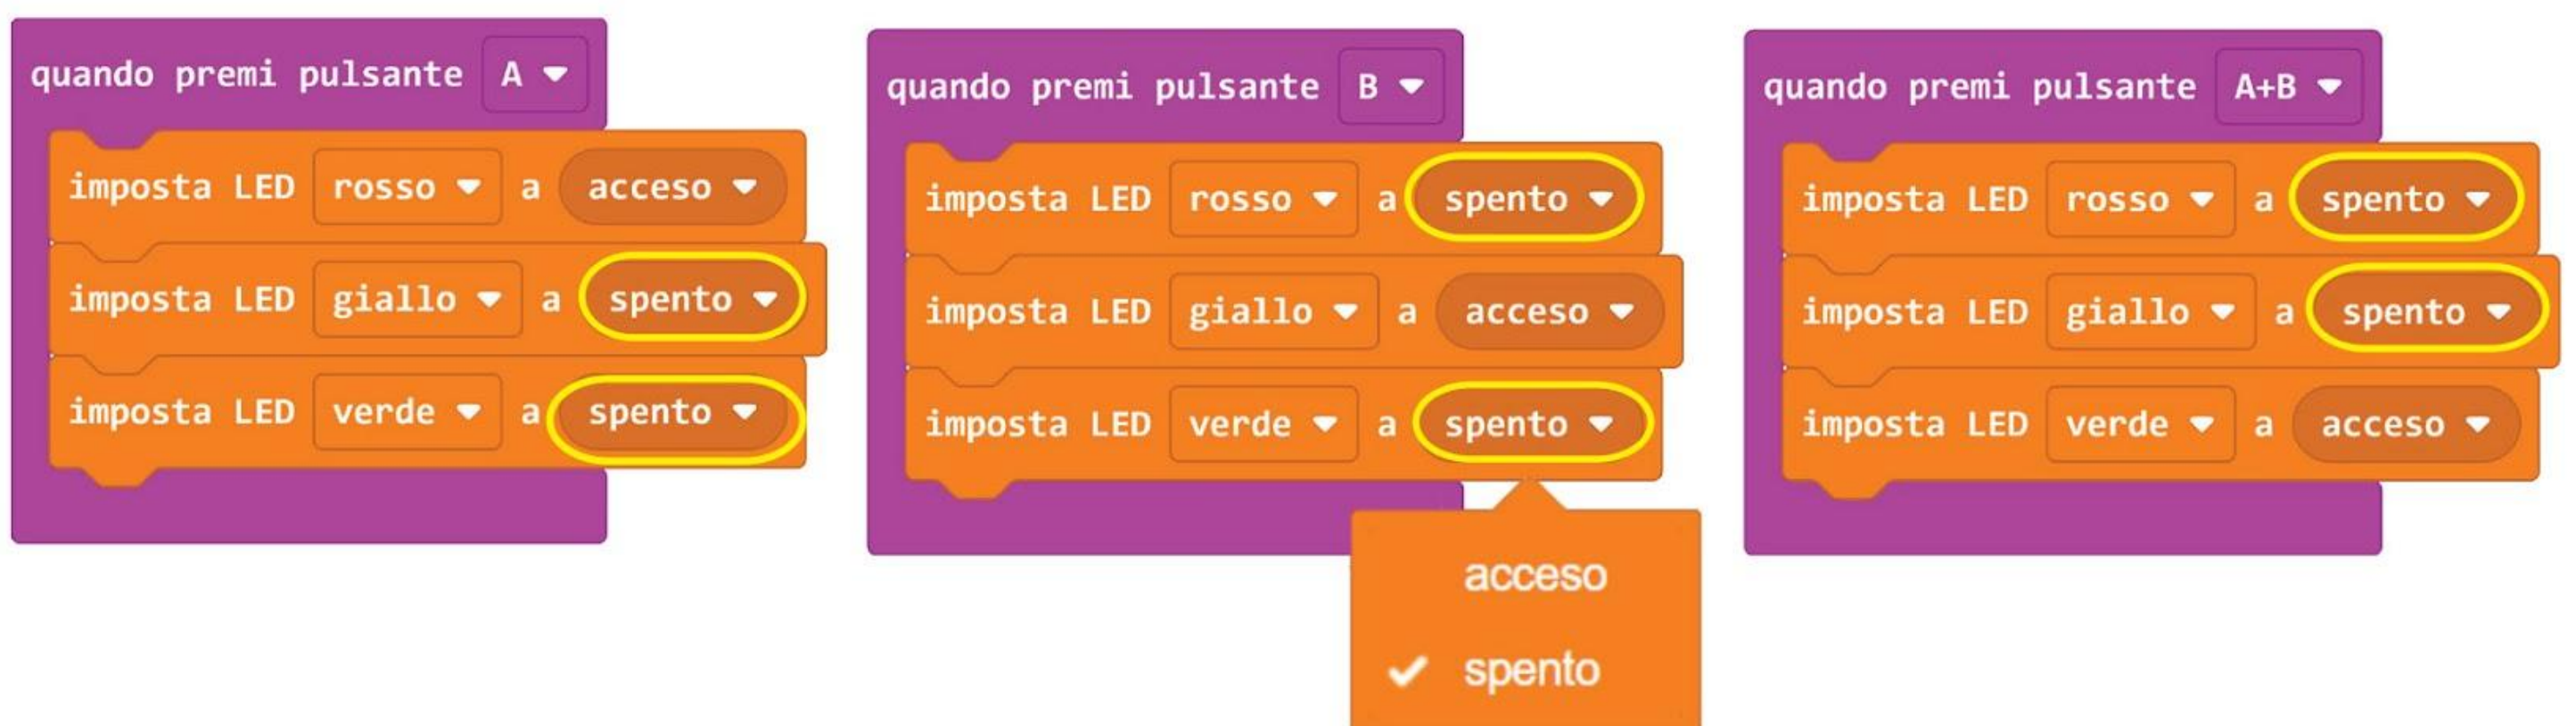 quando premi pulsante A
imposta LED rosso a acceso
imposta LED giallo a spento
imposta LED verde a spento
quando premi pulsante B
imposta LED rosso a spento
imposta LED giallo a acceso
imposta LED verde a spento
acceso
spento
quando premi pulsante A+B
imposta LED rosso a spento
imposta LED giallo a spento
imposta LED verde a acceso